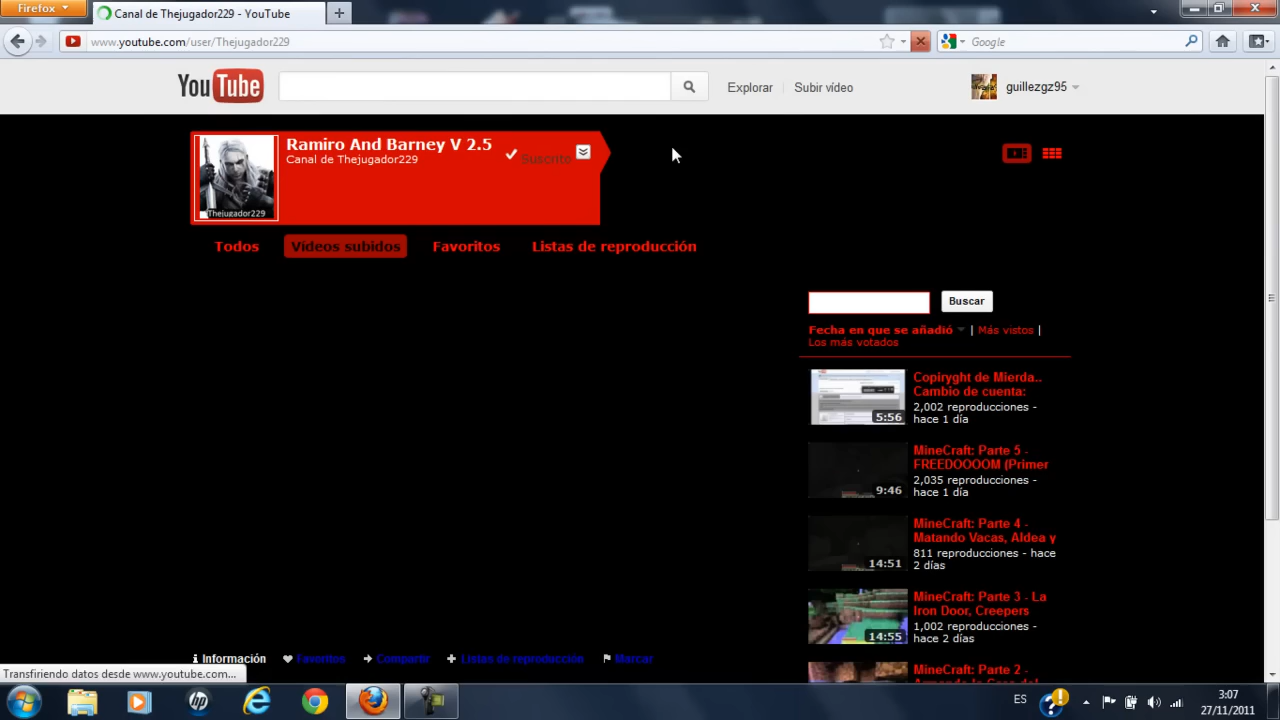 Firefox
Canal de Thejugador229 - YouTube
www.youtube.com/user/Thejugador229
Google
YouTube
Explorar
Subir vídeo
guillezgz95
Ramiro And Barney V 2.5
Canal de Thejugador229
Suscrito
Thejugador229
Todos
Vídeos subidos
Favoritos
Listas de reproducción
Buscar
Fecha en que se añadió | Más vistos |
Los más votados
Copiryght de Mierda..
Cambio de cuenta:
2,002 reproducciones -
hace 1 día
5:56
MineCraft: Parte 5 -
FREEDOOOOM (Primer
2,035 reproducciones -
hace 1 día
9:46
MineCraft: Parte 4 -
Matando Vacas, Aldea y
811 reproducciones - hace
2 días
14:51
MineCraft: Parte 3 - La
Iron Door, Creepers
1,002 reproducciones -
hace 2 días
14:55
MineCraft: Parte 2 -
Información
Favoritos
Compartir
Listas de reproducción
Marcar
Transfiriendo datos desde www.youtube.com...
ES
3:07
27/11/2011